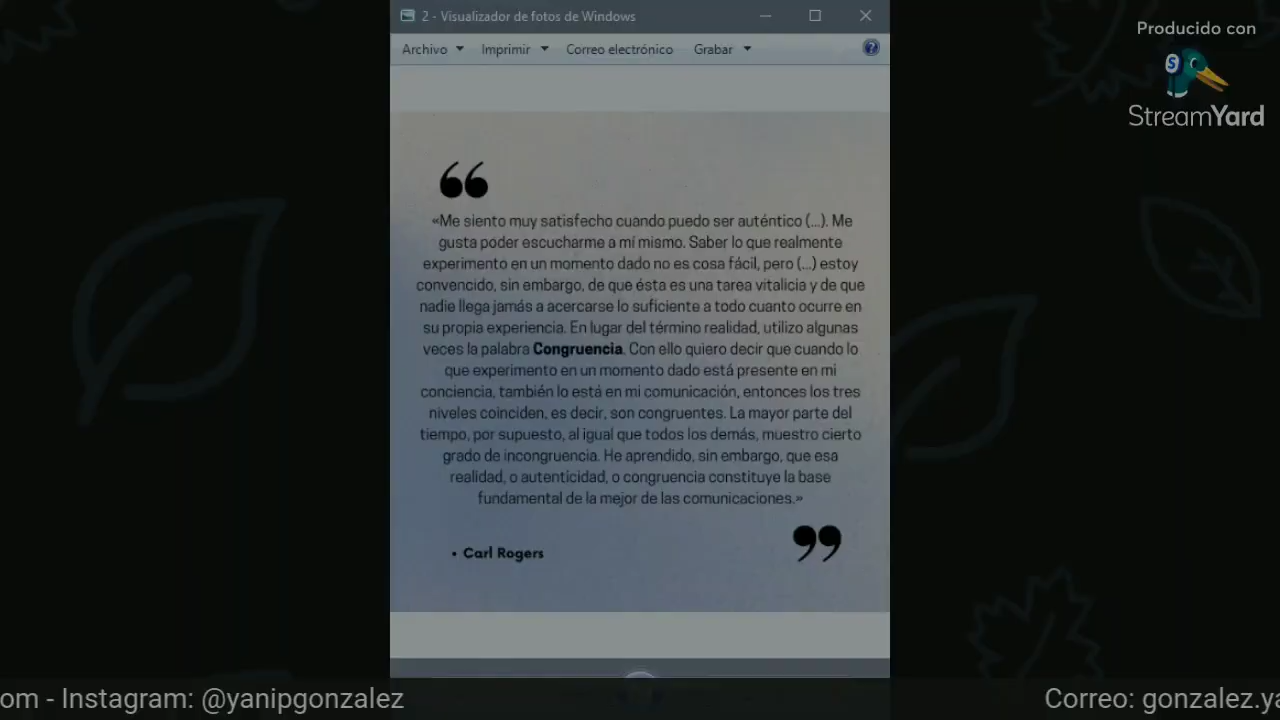 2 - Visualizador de fotos de Windows
Archivo Imprimir Correo electrónico Grabar
Producido con
StreamYard
«Me siento muy satisfecho cuando puedo ser auténtico (...). Me
gusta poder escucharme a mí mismo. Saber lo que realmente
experimento en un momento dado no es cosa fácil, pero (...) estoy
convencido, sin embargo, de que ésta es una tarea vitalicia y de que
nadie llega jamás a acercarse lo suficiente a todo cuanto ocurre en
su propia experiencia. En lugar del término realidad, utilizo algunas
veces la palabra Congruencia. Con ello quiero decir que cuando lo
que experimento en un momento dado está presente en mi
conciencia, también lo está en mi comunicación, entonces los tres
niveles coinciden, es decir, son congruentes. La mayor parte del
tiempo, por supuesto, al igual que todos los demás, muestro cierto
grado de incongruencia. He aprendido, sin embargo, que esa
realidad, o autenticidad, o congruencia constituye la base
fundamental de la mejor de las comunicaciones.»
• Carl Rogers
om - Instagram: @yanipgonzalez Correo: gonzalez.ya